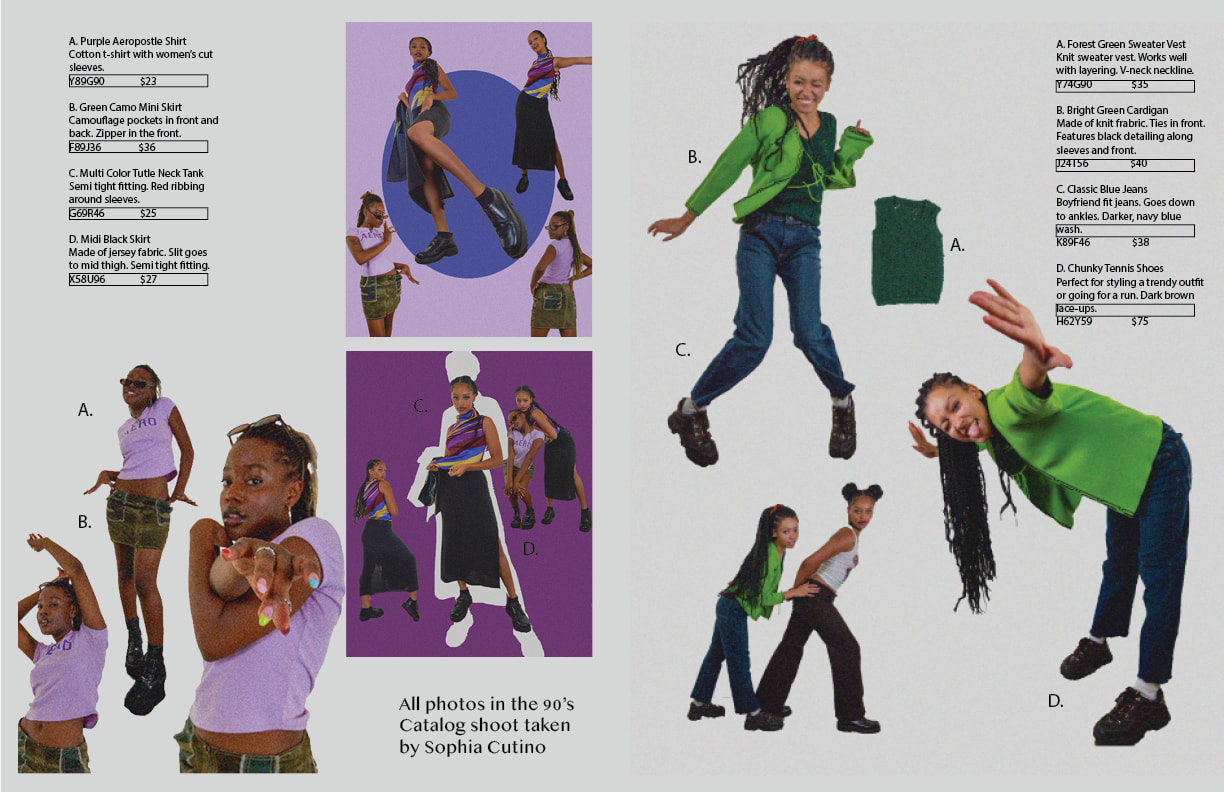 A. Purple Aeropostle Shirt
Cotton t-shirt with women's cut
sleeves.
Y89G90 $23
B. Green Camo Mini Skirt
Camouflage pockets in front and
back. Zipper in the front.
F89J36 $36
C. Multi Color Tutle Neck Tank
Semi tight fitting. Red ribbing
around sleeves.
G69R46 $25
D. Midi Black Skirt
Made of jersey fabric. Slit goes
to mid thigh. Semi tight fitting.
X58U96 $27
A.
B.
AERO
C.
D.
All photos in the 90's
Catalog shoot taken
by Sophia Cutino
B.
A.
C.
D.
A. Forest Green Sweater Vest
Knit sweater vest. Works well
with layering. V-neck neckline.
Y74G90 $35
B. Bright Green Cardigan
Made of knit frabric. Ties in front.
Features black detailing along
sleeves and front.
J24T56 $40
C. Classic Blue Jeans
Boyfriend fit jeans. Goes down
to ankles. Darker, navy blue
wash.
K89F46 $38
D. Chunky Tennis Shoes
Perfect for styling a trendy outfit
or going for a run. Dark brown
lace-ups.
H62Y59 $75